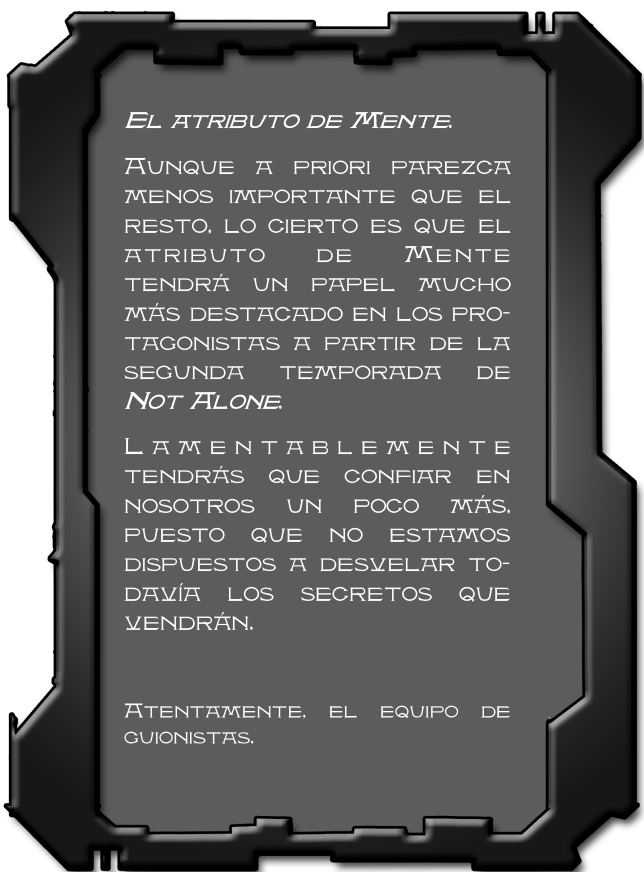 El atributo de Mente.
Aunque a priori parezca
menos importante que el
resto, lo cierto es que el
atributo de Mente
tendrá un papel mucho
más destacado en los pro-
tagonistas a partir de la
segunda temporada de
Not Alone.
Lamentablemente
tendrás que confiar en
nosotros un poco más,
puesto que no estamos
dispuestos a desvelar to-
davía los secretos que
vendrán.
Atentamente, el equipo de
guionistas.